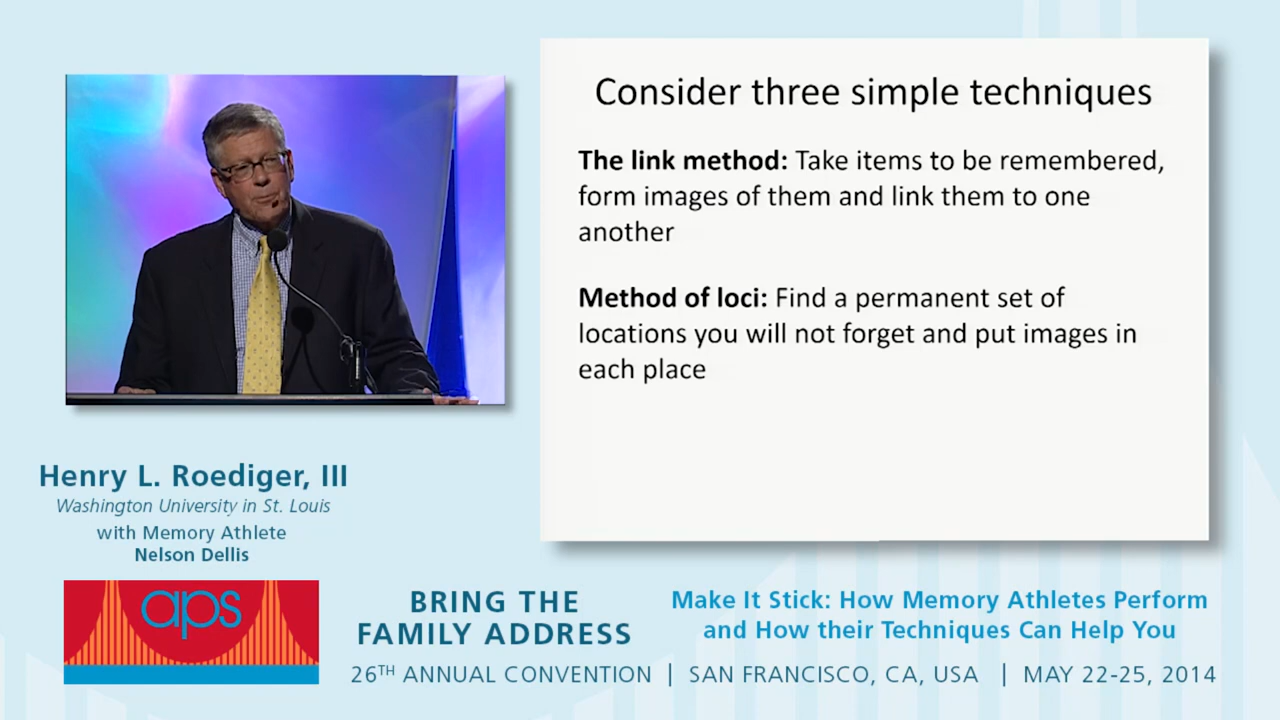 Consider three simple techniques
The link method: Take items to be remembered,
form images of them and link them to one
another
Method of loci: Find a permanent set of
locations you will not forget and put images in
each place
Henry L. Roediger, III
Washington University in St. Louis
with Memory Athlete
Nelson Dellis
aps
BRING THE
FAMILY ADDRESS
Make It Stick: How Memory Athletes Perform
and How their Techniques Can Help You
26TH ANNUAL CONVENTION | SAN FRANCISCO, CA, USA | MAY 22-25, 2014